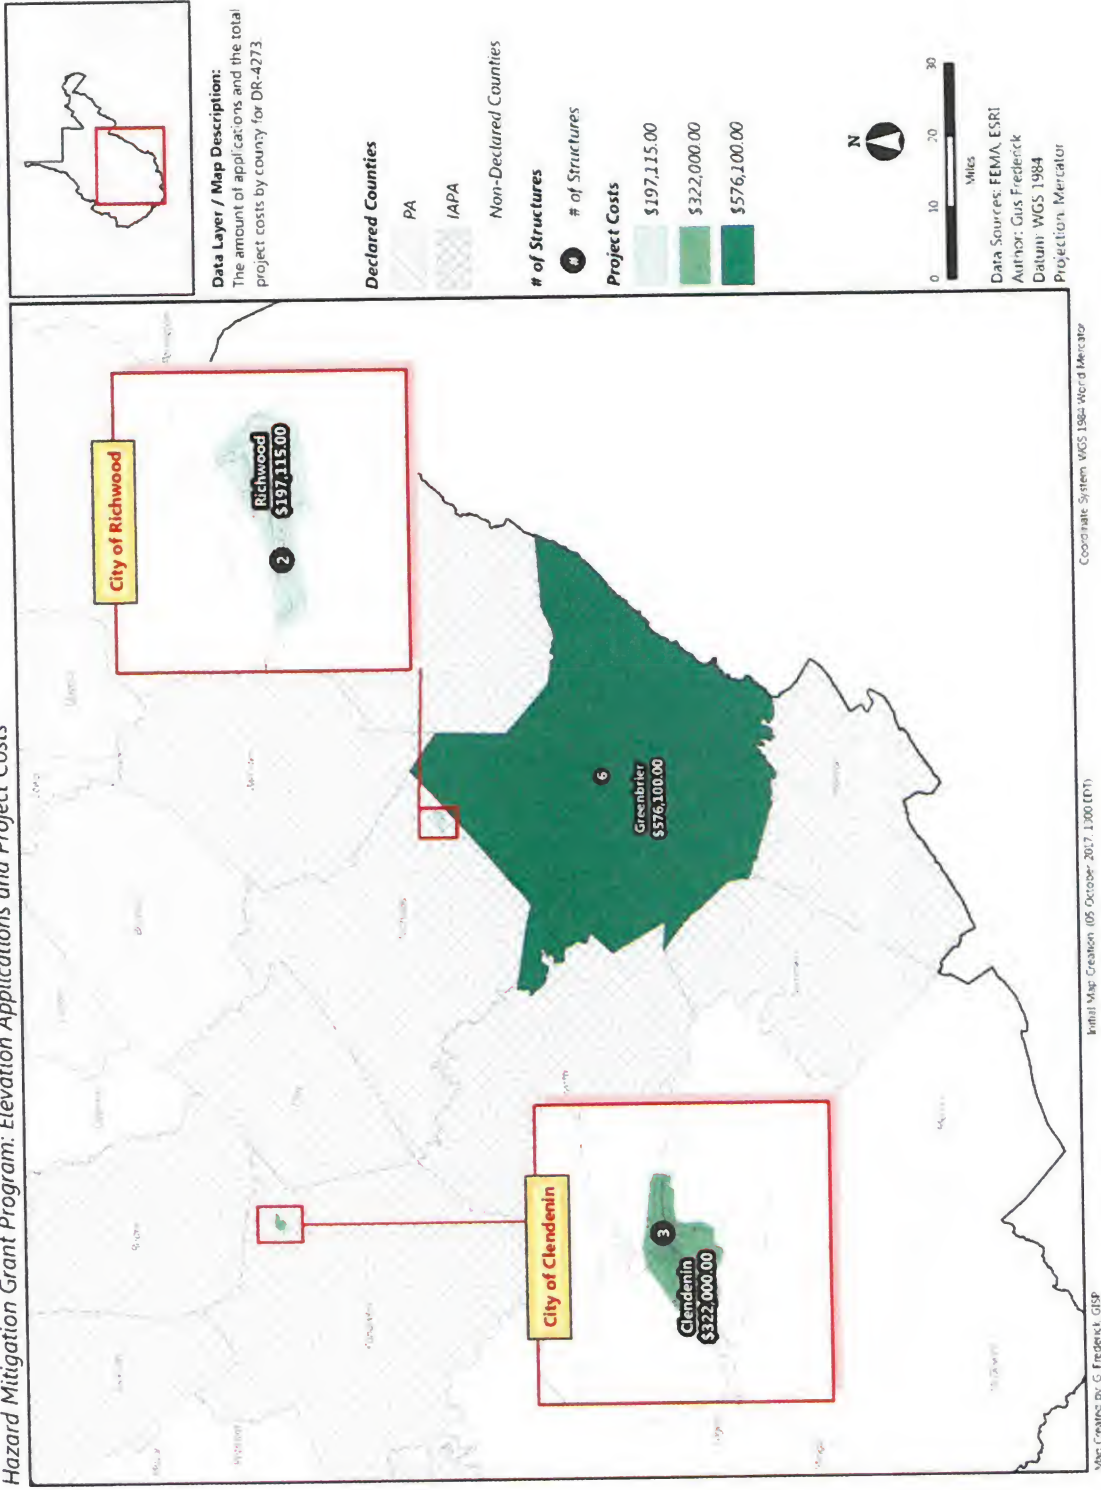 Hazard Mitigation Grant Program: Elevation Applications and Project Costs
City of Richwood
Richwood
$197,115.00
2
Greenbrier
$576,100.00
6
City of Clendenin
Clendenin
$322,000.00
3
Data Layer / Map Description:
The amount of applications and the total
project costs by county for DR-4273.
Declared Counties
PA
IAPA
Non-Declared Counties
# of Structures
# # of Structures
Project Costs
$197,115.00
$322,000.00
$576,100.00
N
0 10 20 30
Miles
Data Sources: FEMA, ESRI
Author: Gus Frederick
Datum: WGS 1984
Projection: Mercator
Map Created by G. Frederick, GISP
Initial Map Creation (05 October 2017, 1300 EDT)
Coordinate System: WGS 1984 World Mercator